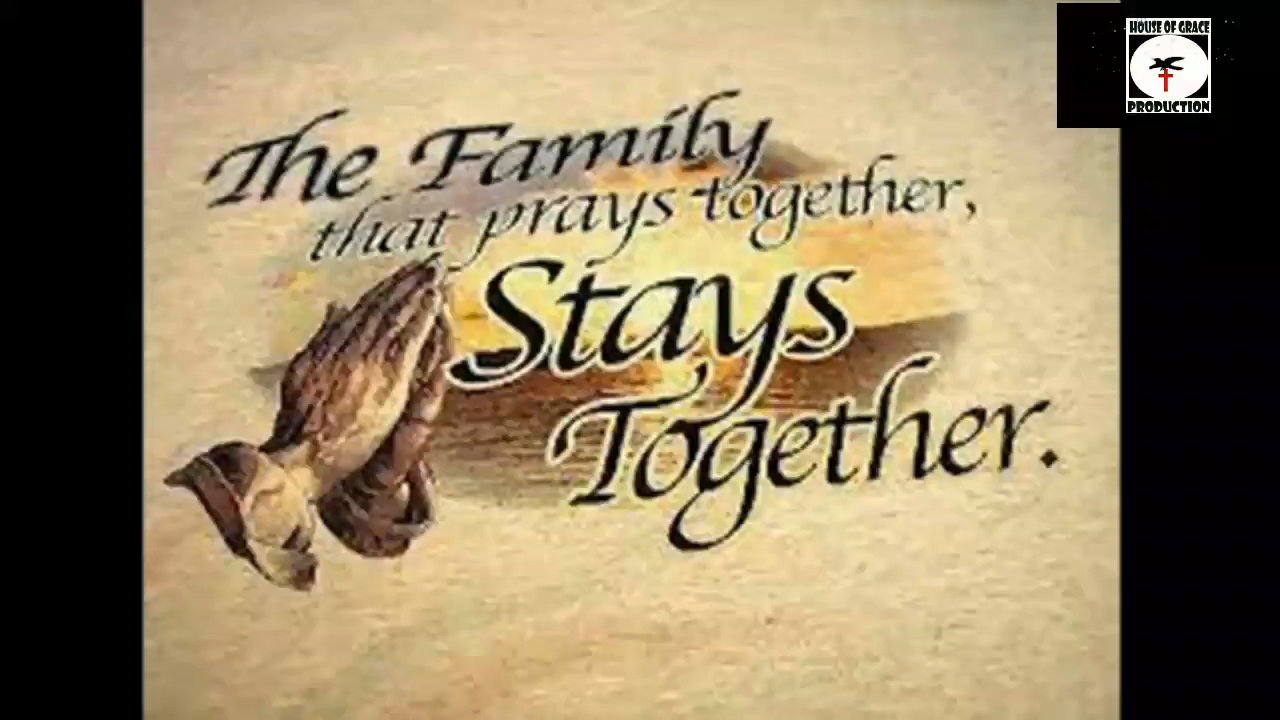 The Family
that prays together,
Stays
Together.
HOUSE OF GRACE
PRODUCTION